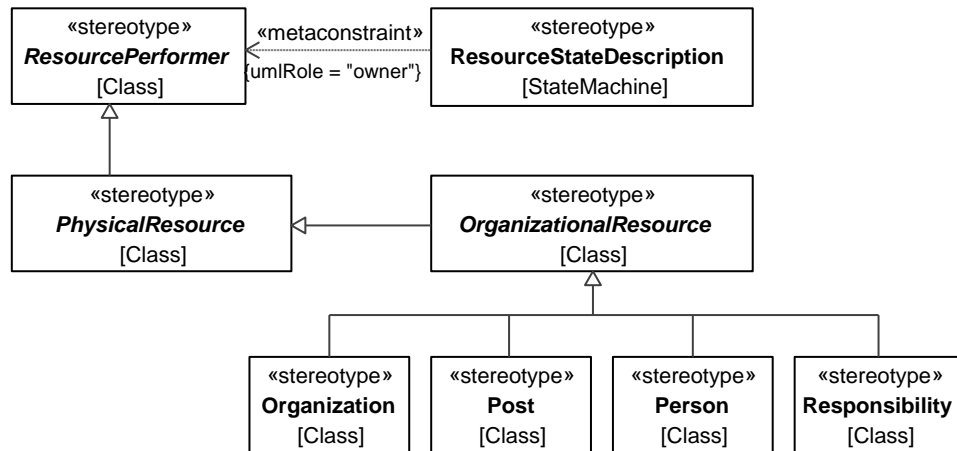 «stereotype»
ResourcePerformer
[Class]
«metaconstraint»
{umlRole = "owner"}
«stereotype»
ResourceStateDescription
[StateMachine]
«stereotype»
PhysicalResource
[Class]
«stereotype»
OrganizationalResource
[Class]
«stereotype»
Organization
[Class]
«stereotype»
Post
[Class]
«stereotype»
Person
[Class]
«stereotype»
Responsibility
[Class]